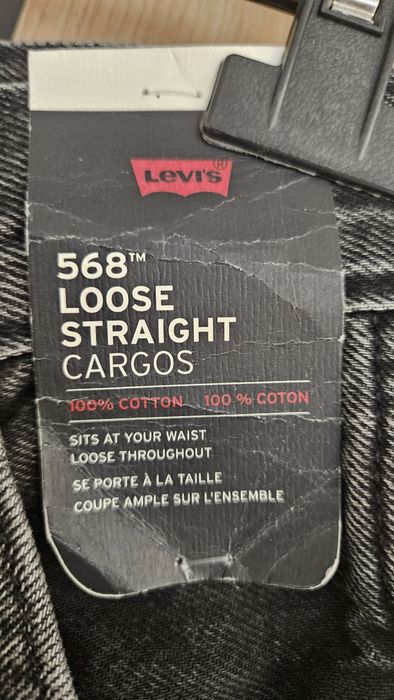 Levi's®
568™
LOOSE
STRAIGHT
CARGOS
100% COTTON 100 % COTON
SITS AT YOUR WAIST
LOOSE THROUGHOUT
SE PORTE À LA TAILLE
COUPE AMPLE SUR L'ENSEMBLE